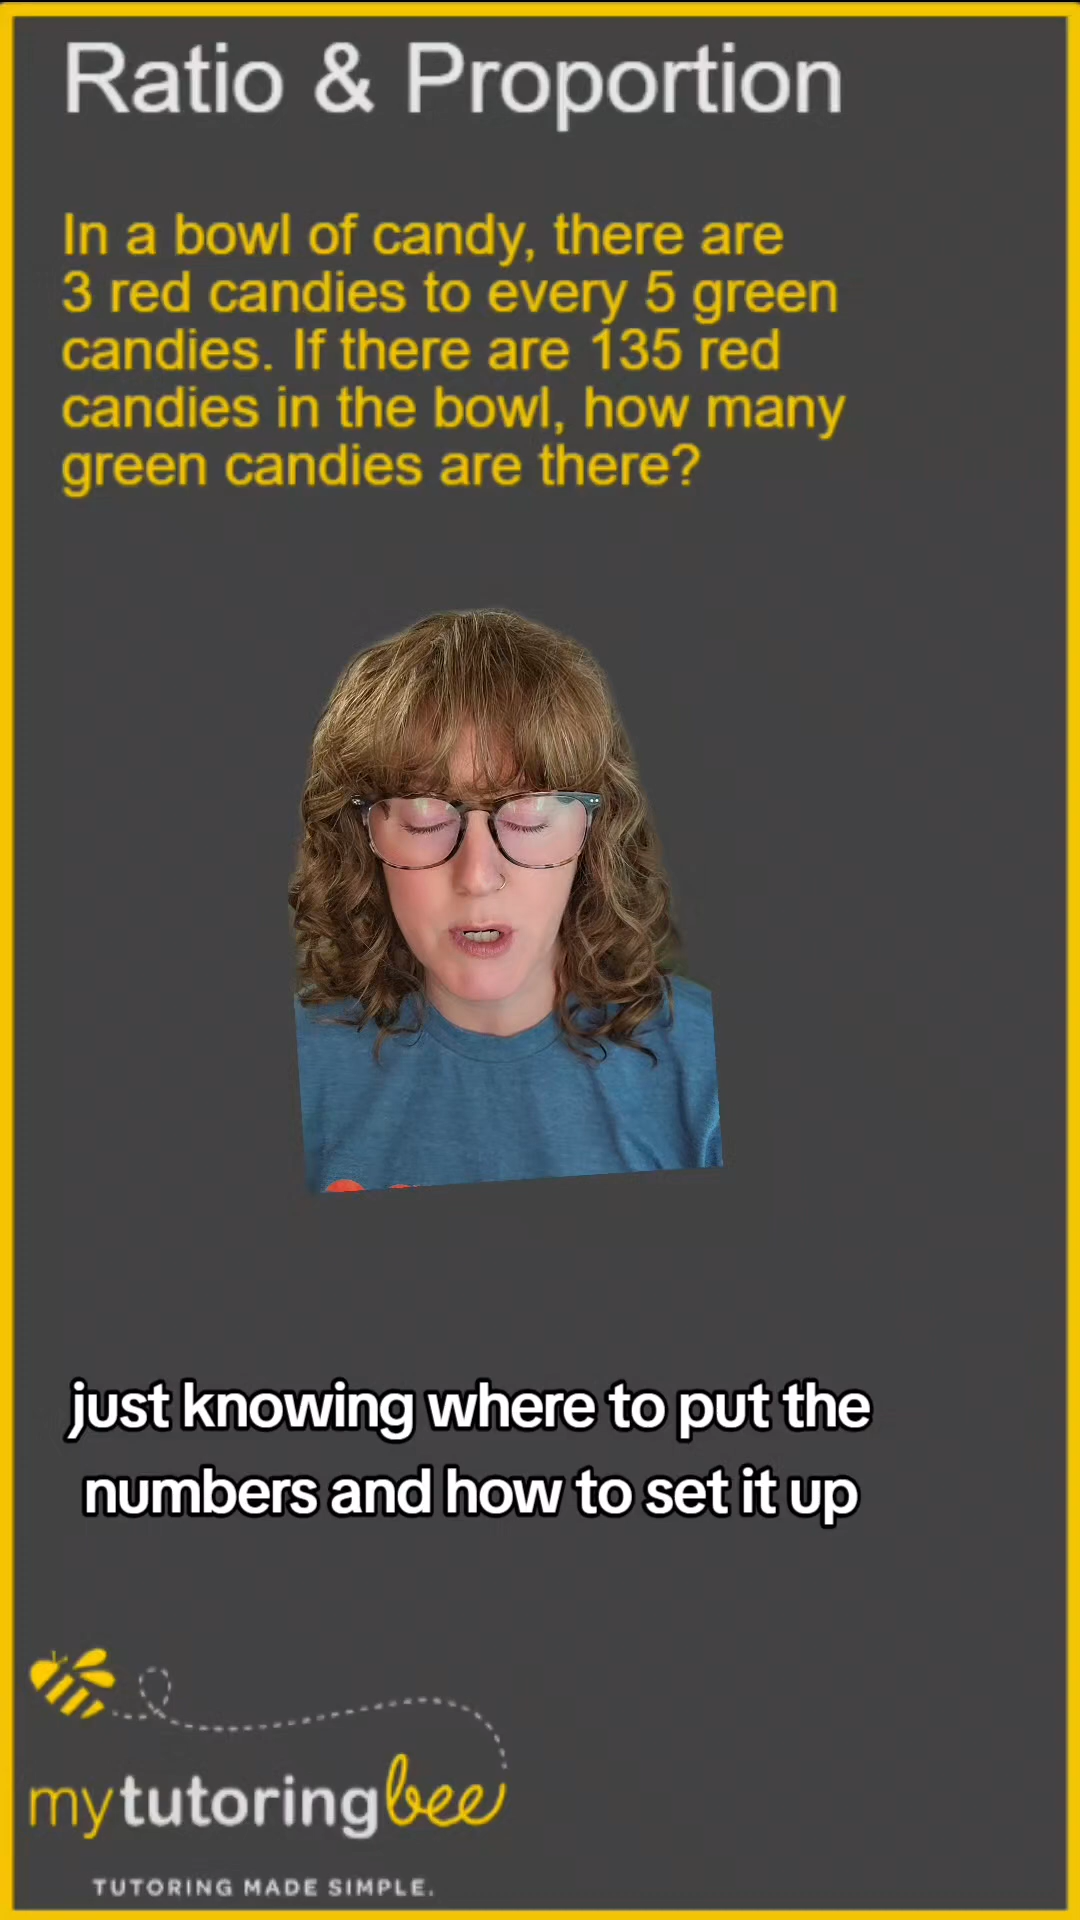 Ratio & Proportion
In a bowl of candy, there are
3 red candies to every 5 green
candies. If there are 135 red
candies in the bowl, how many
green candies are there?
just knowing where to put the
numbers and how to set it up
mytutoringbee
TUTORING MADE SIMPLE.